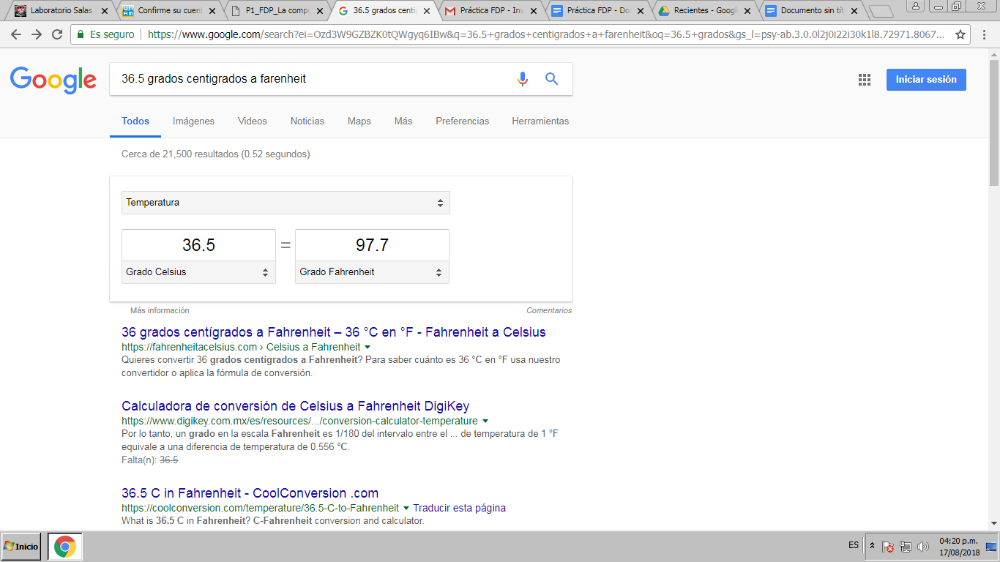 Laboratorio Salas
Confirme su cuent
P1_FDP_La compu
36.5 grados centi
Práctica FDP - Inv
Práctica FDP - Do
Recientes - Googl
Documento sin tít
Es seguro
https://www.google.com/search?ei=Ozd3W9GZBZK0tQWgyq6IBw&q=36.5+grados+centigrados+a+farenheit&oq=36.5+grados&gs_l=psy-ab.3.0.0l2j0i22i30k1l8.72971.8067...
Google
36.5 grados centigrados a farenheit
Iniciar sesión
Todos Imágenes Videos Noticias Maps Más Preferencias Herramientas
Cerca de 21,500 resultados (0.52 segundos)
Temperatura
36.5 = 97.7
Grado Celsius Grado Fahrenheit
Más información Comentarios
36 grados centígrados a Fahrenheit – 36 °C en °F - Fahrenheit a Celsius
https://fahrenheitacelsius.com › Celsius a Fahrenheit
Quieres convertir 36 grados centígrados a Fahrenheit? Para saber cuánto es 36 °C en °F usa nuestro
convertidor o aplica la fórmula de conversión.
Calculadora de conversión de Celsius a Fahrenheit DigiKey
https://www.digikey.com.mx/es/resources/.../conversion-calculator-temperature
Por lo tanto, un grado en la escala Fahrenheit es 1/180 del intervalo entre el ... de temperatura de 1 °F
equivale a una diferencia de temperatura de 0.556 °C.
Falta(n): 36.5
36.5 C in Fahrenheit - CoolConversion .com
https://coolconversion.com/temperature/36.5-C-to-Fahrenheit Traducir esta página
What is 36.5 C in Fahrenheit? C-Fahrenheit conversion and calculator.
Inicio
ES
04:20 p.m.
17/08/2018